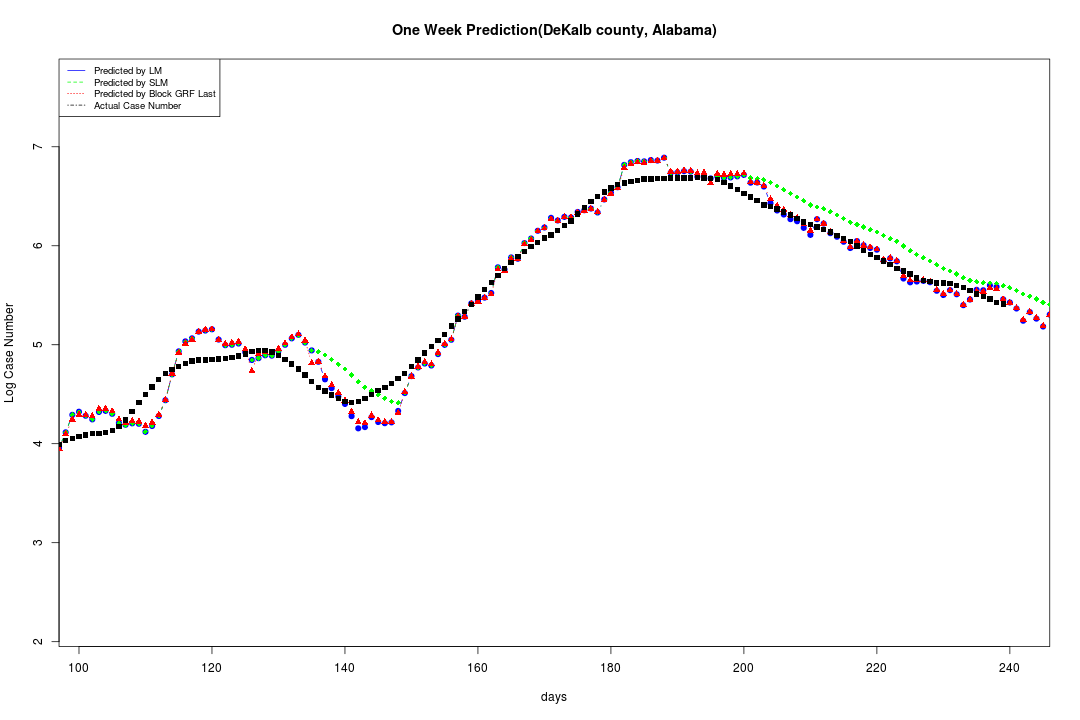 One Week Prediction(DeKalb county, Alabama)
Predicted by LM
Predicted by SLM
Predicted by Block GRF Last
Actual Case Number
Log Case Number
7
6
5
4
3
2
100 120 140 160 180 200 220 240
days